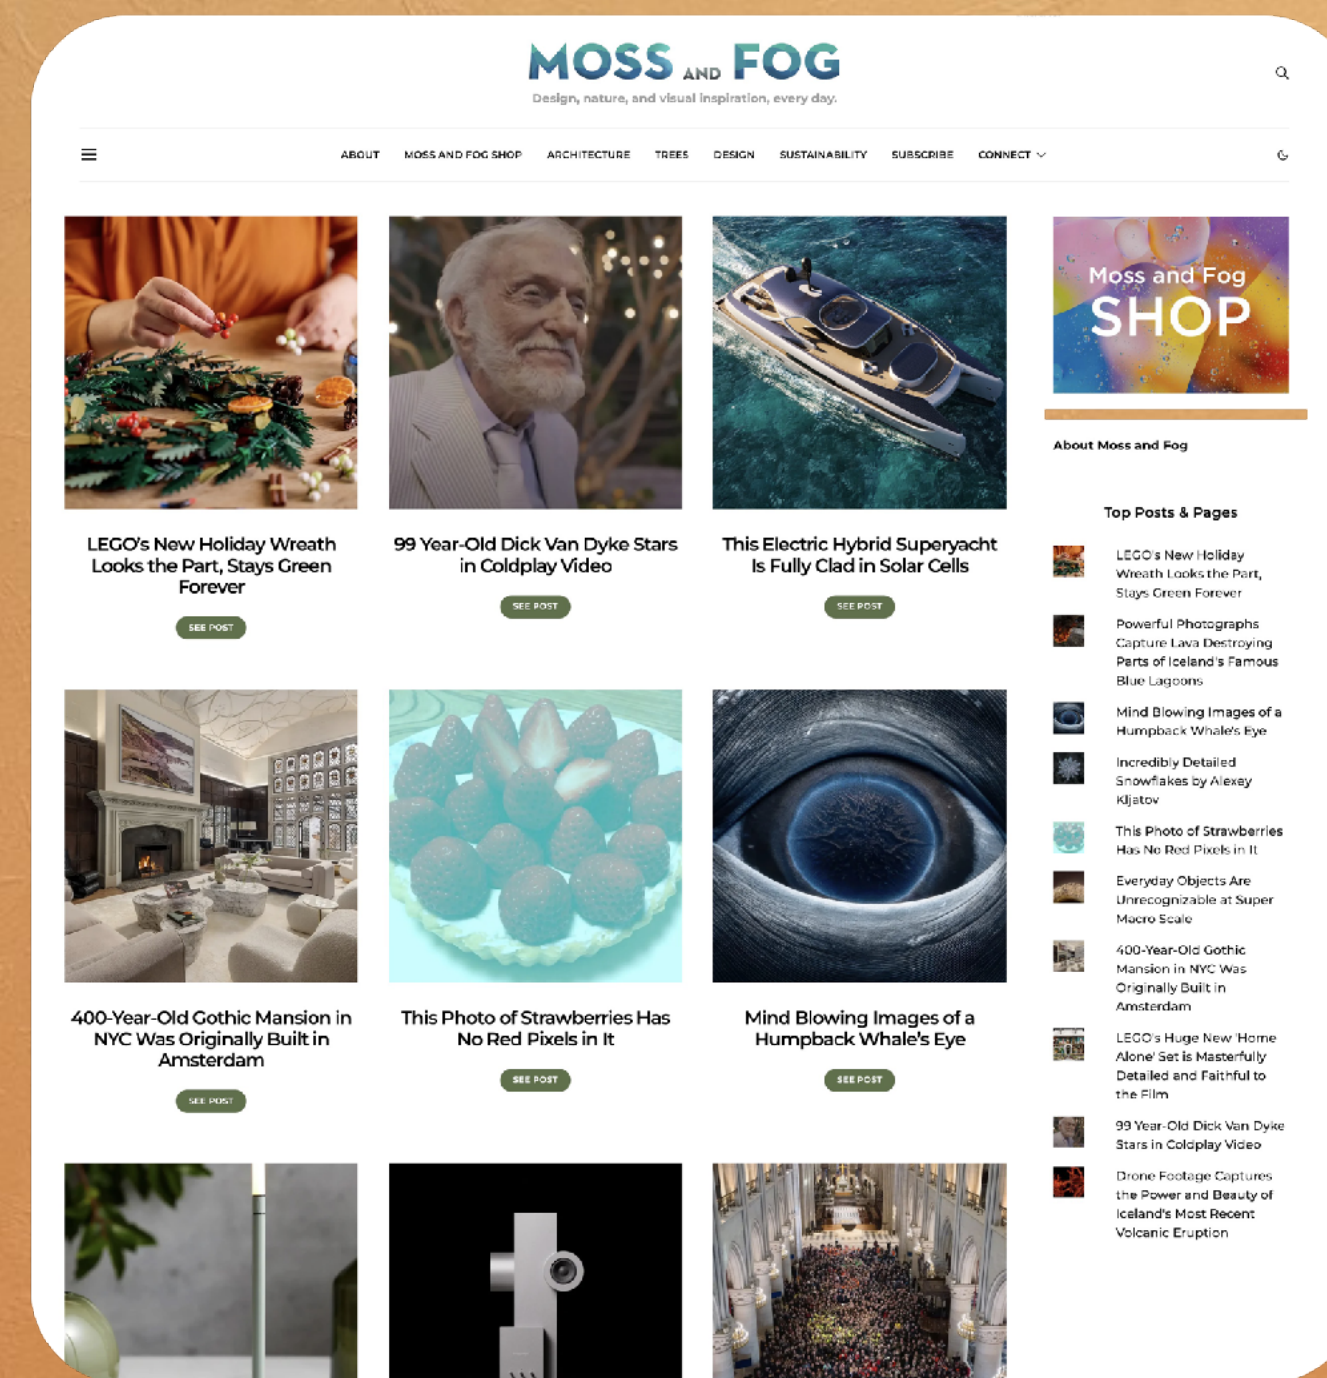 MOSS AND FOG
Design, nature, and visual inspiration, every day.
ABOUT
MOSS AND FOG SHOP
ARCHITECTURE
TREES
DESIGN
SUSTAINABILITY
SUBSCRIBE
CONNECT
LEGO's New Holiday Wreath
Looks the Part, Stays Green
Forever
SEE POST
99 Year-Old Dick Van Dyke Stars
in Coldplay Video
SEE POST
This Electric Hybrid Superyacht
Is Fully Clad in Solar Cells
SEE POST
400-Year-Old Gothic Mansion in
NYC Was Originally Built in
Amsterdam
SEE POST
This Photo of Strawberries Has
No Red Pixels in It
SEE POST
Mind Blowing Images of a
Humpback Whale's Eye
SEE POST
Moss and Fog
SHOP
About Moss and Fog
Top Posts & Pages
LEGO's New Holiday
Wreath Looks the Part,
Stays Green Forever
Powerful Photographs
Capture Lava Destroying
Parts of Iceland's Famous
Blue Lagoons
Mind Blowing Images of a
Humpback Whale's Eye
Incredibly Detailed
Snowflakes by Alexey
Kljatov
This Photo of Strawberries
Has No Red Pixels in It
Everyday Objects Are
Unrecognizable at Super
Macro Scale
400-Year-Old Gothic
Mansion in NYC Was
Originally Built in
Amsterdam
LEGO's Huge New 'Home
Alone' Set is Masterfully
Detailed and Faithful to
the Film
99 Year-Old Dick Van Dyke
Stars in Coldplay Video
Drone Footage Captures
the Power and Beauty of
Iceland's Most Recent
Volcanic Eruption